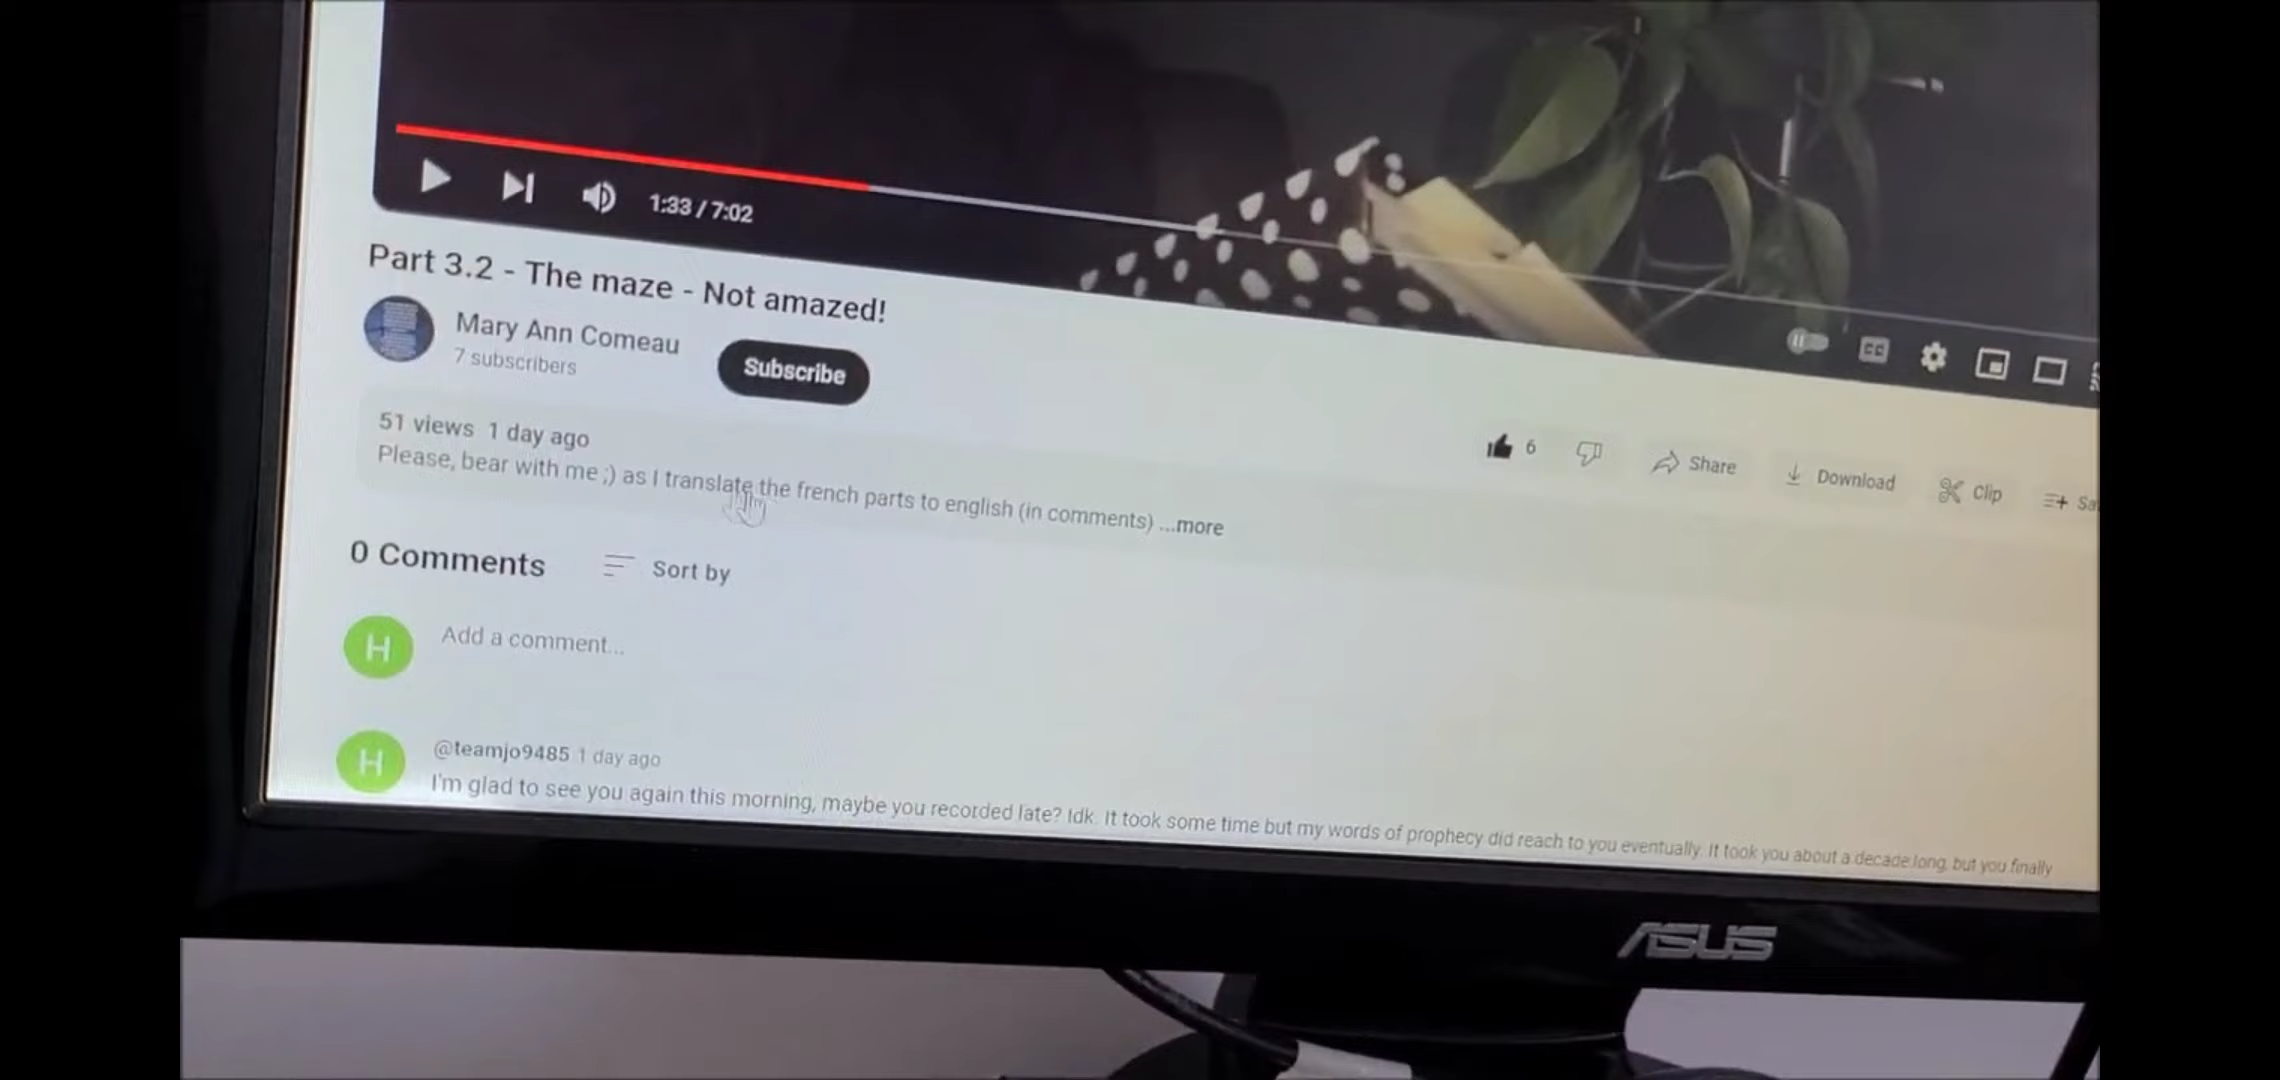 1:33 / 7:02
CC
Part 3.2 - The maze - Not amazed!
Mary Ann Comeau
7 subscribers
Subscribe
6
Share
Download
Clip
51 views 1 day ago
Please, bear with me ;) as I translate the french parts to english (in comments) ...more
0 Comments
Sort by
H
Add a comment...
H
@teamjo9485 1 day ago
I'm glad to see you again this morning, maybe you recorded late? Idk. It took some time but my words of prophecy did reach to you eventually. It took you about a decade long, but you finally
ASUS